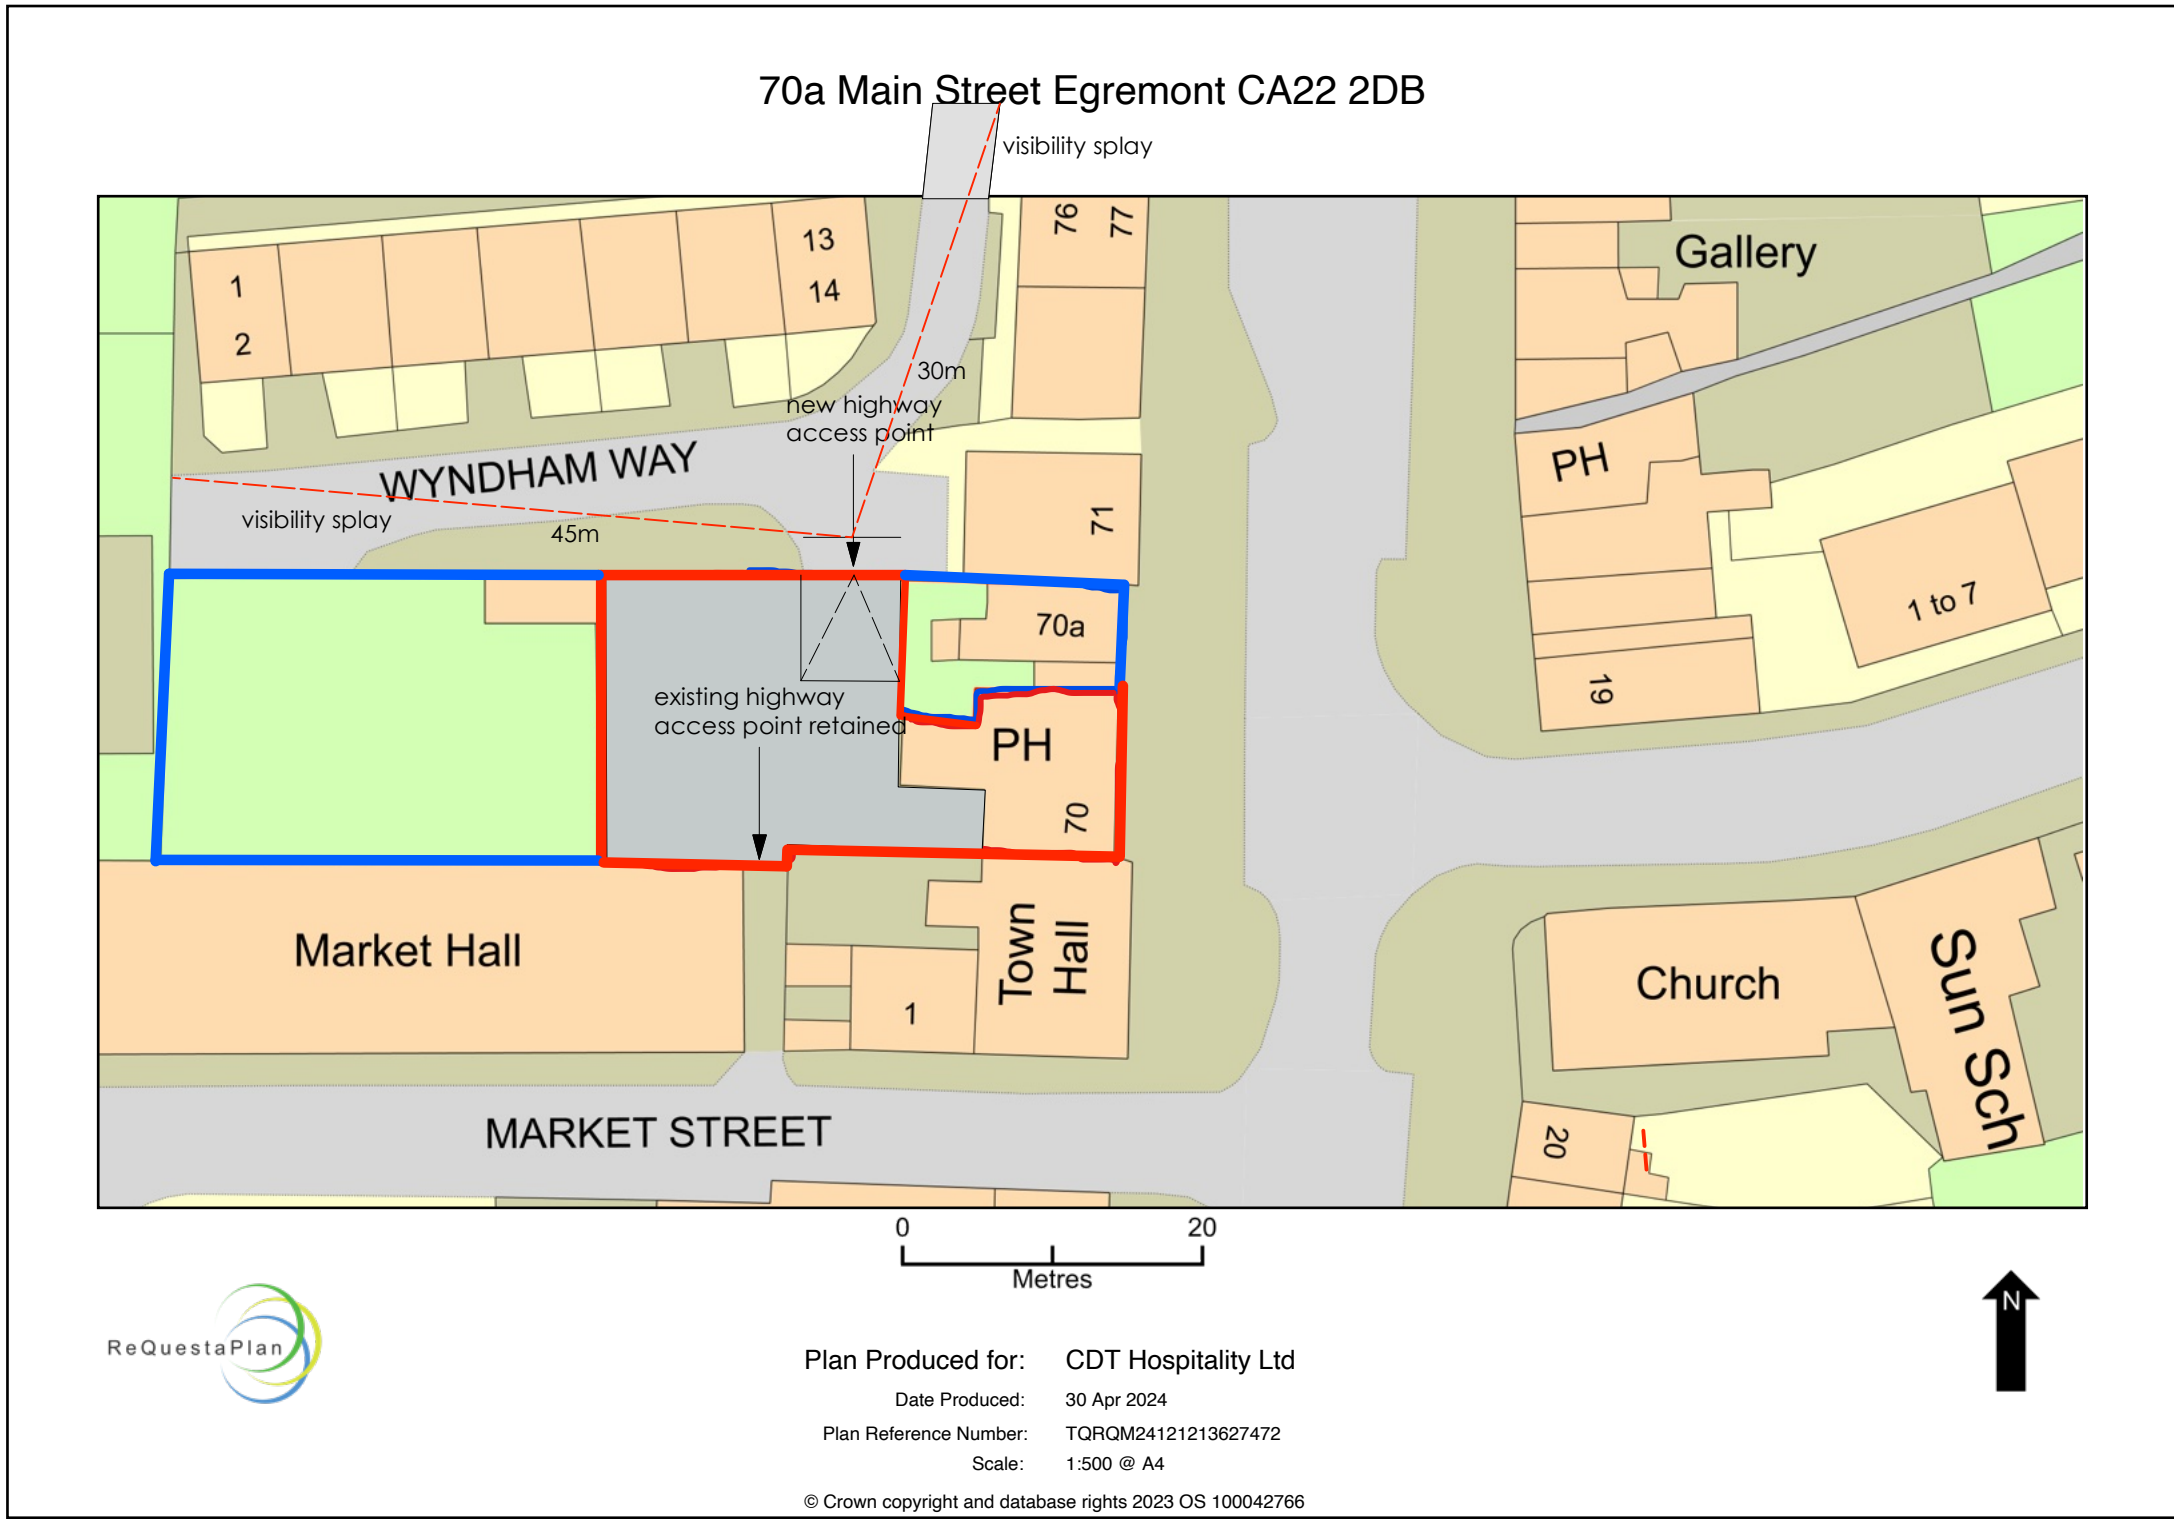 70a Main Street Egremont CA22 2DB
visibility splay
76
77
13
14
1
2
Gallery
30m
new highway
access point
WYNDHAM WAY
PH
visibility splay
45m
71
1 to 7
70a
19
existing highway
access point retained
PH
70
Market Hall
Town
Hall
Church
Sun Sch
1
MARKET STREET
20
0
20
Metres
N
ReQuestaPlan
Plan Produced for: CDT Hospitality Ltd
Date Produced: 30 Apr 2024
Plan Reference Number: TQRQM24121213627472
Scale: 1:500 @ A4
© Crown copyright and database rights 2023 OS 100042766